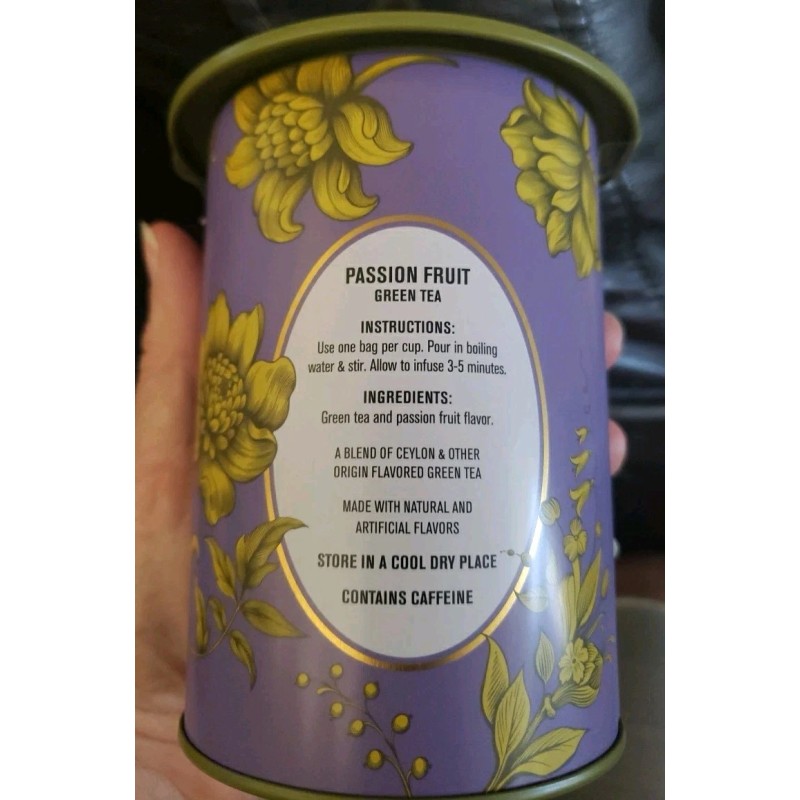 PASSION FRUIT
GREEN TEA
INSTRUCTIONS:
Use one bag per cup. Pour in boiling
water & stir. Allow to infuse 3-5 minutes.
INGREDIENTS:
Green tea and passion fruit flavor.
A BLEND OF CEYLON & OTHER
ORIGIN FLAVORED GREEN TEA
MADE WITH NATURAL AND
ARTIFICIAL FLAVORS
STORE IN A COOL DRY PLACE
CONTAINS CAFFEINE